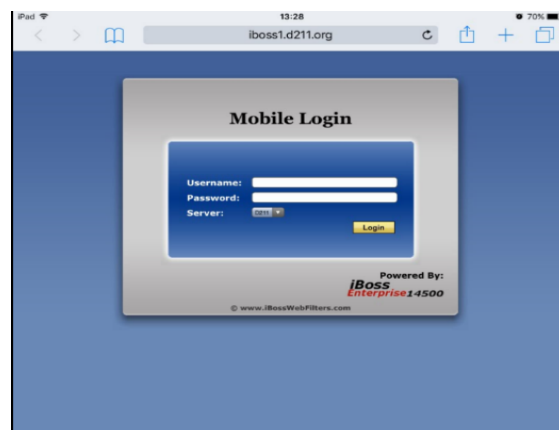 iPad 13:28 70%
iboss1.d211.org
Mobile Login
Username:
Password:
Server: D211
Login
Powered By:
iBoss
Enterprise14500
© www.iBossWebFilters.com